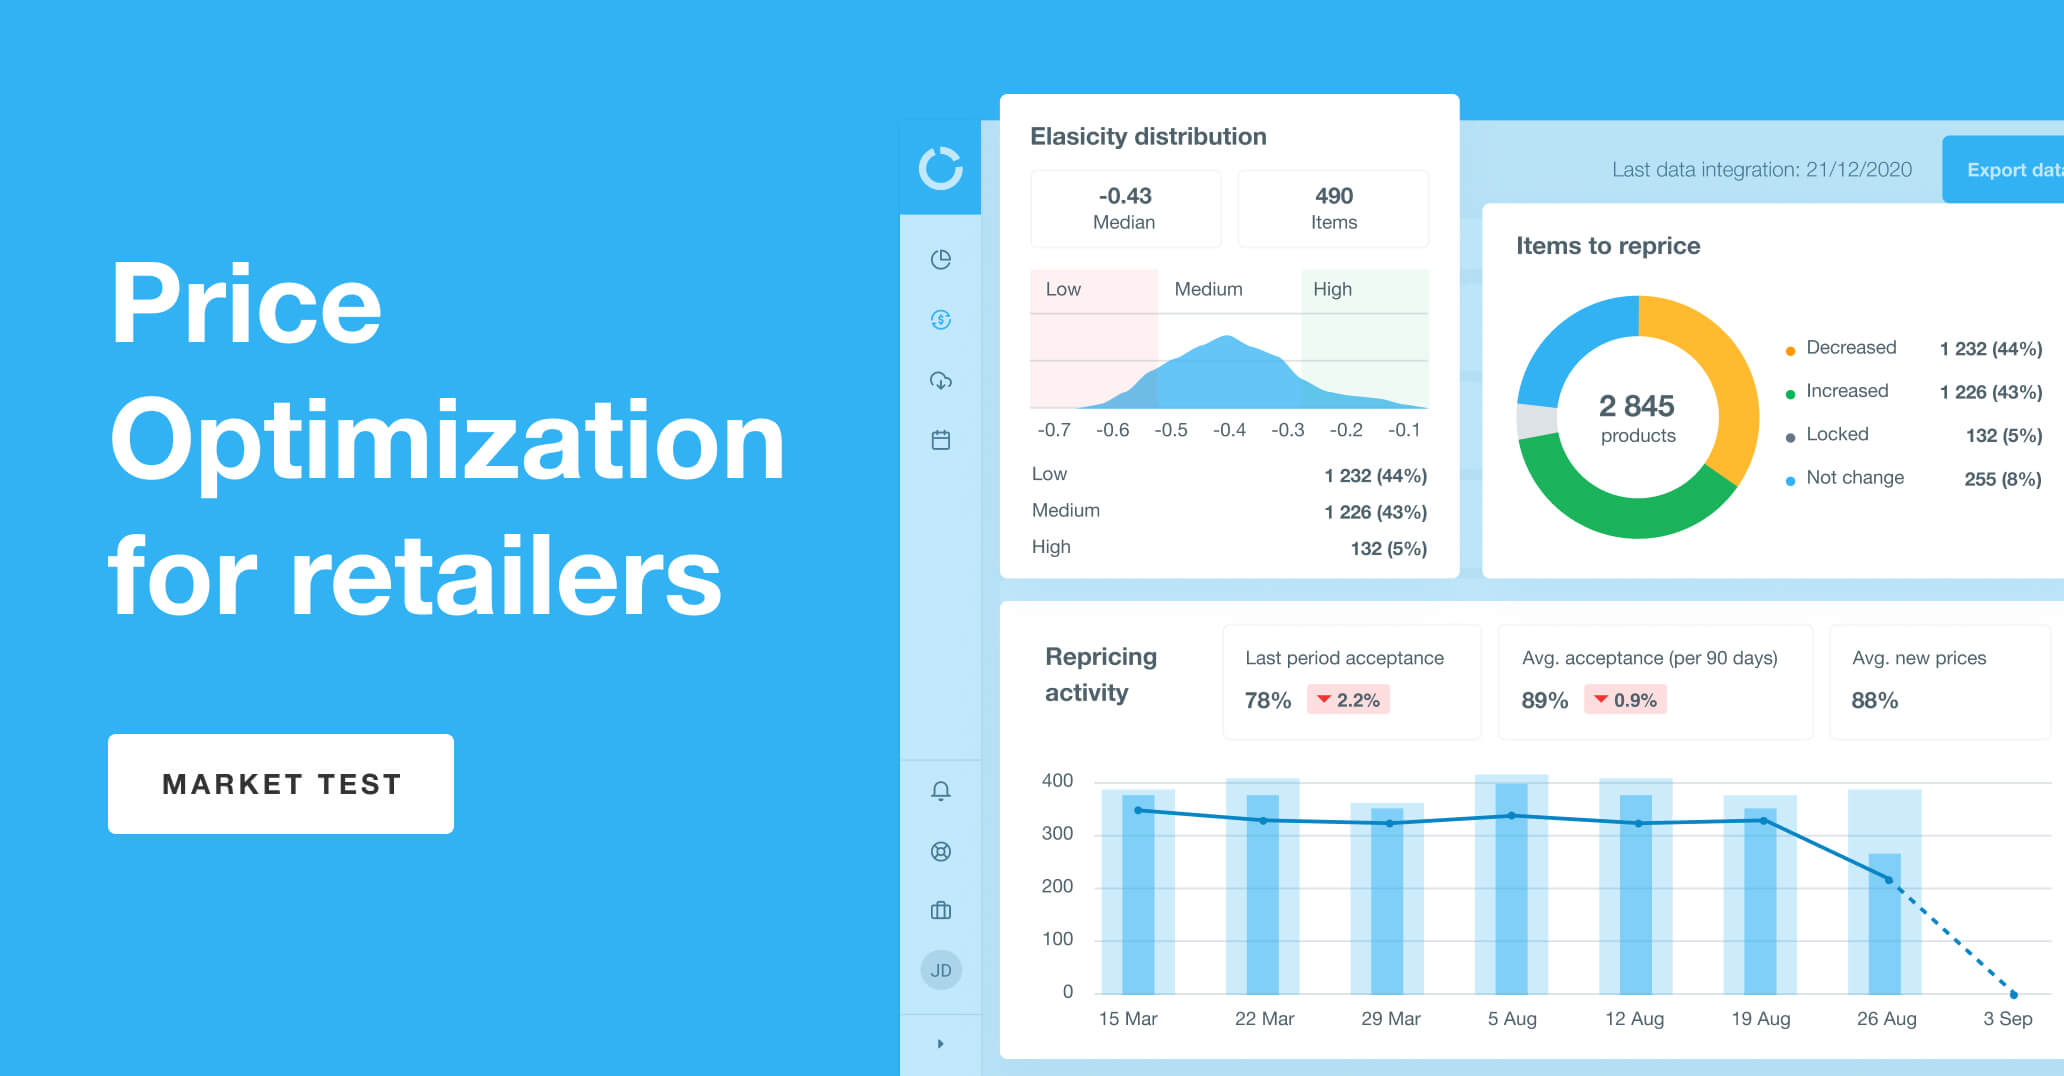 Price
Optimization
for retailers
MARKET TEST
JD
Elasicity distribution
-0.43
Median
490
Items
Low Medium High
-0.7 -0.6 -0.5 -0.4 -0.3 -0.2 -0.1
Low 1 232 (44%)
Medium 1 226 (43%)
High 132 (5%)
Last data integration: 21/12/2020
Export dat
Items to reprice
2 845
products
Decreased 1 232 (44%)
Increased 1 226 (43%)
Locked 132 (5%)
Not change 255 (8%)
Repricing
activity
Last period acceptance
78% 2.2%
Avg. acceptance (per 90 days)
89% 0.9%
Avg. new prices
88%
400
300
200
100
0
15 Mar 22 Mar 29 Mar 5 Aug 12 Aug 19 Aug 26 Aug 3 Sep